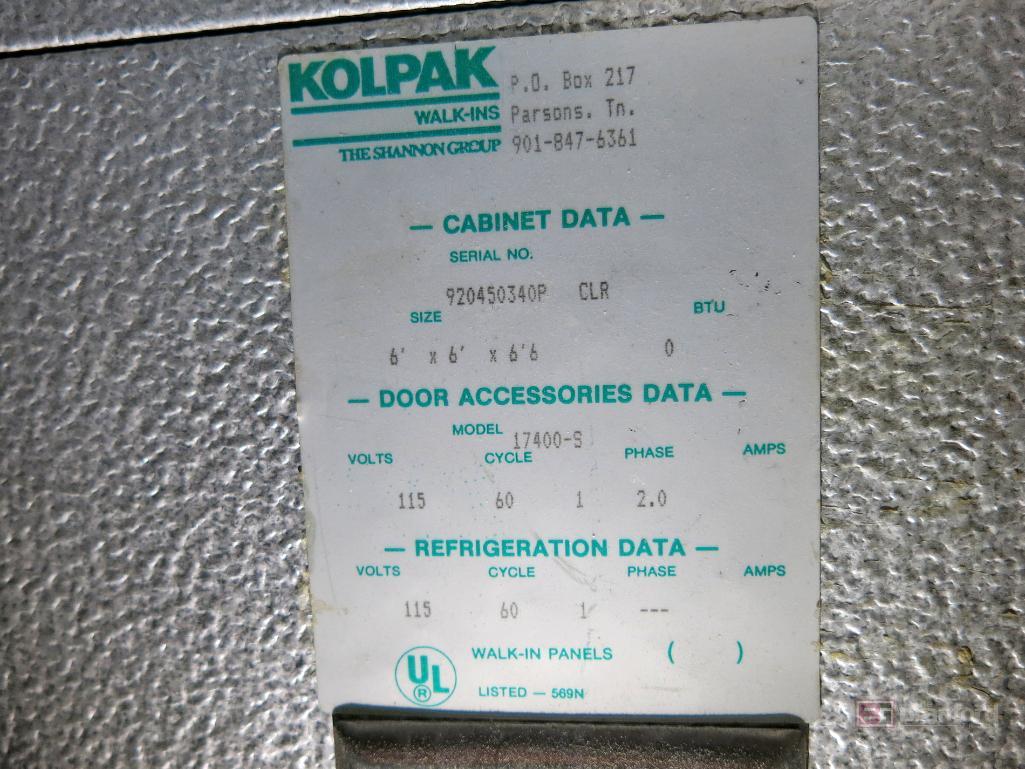 KOLPAK P.O. Box 217
WALK-INS Parsons, Tn.
THE SHANNON GROUP 901-847-6361
— CABINET DATA —
SERIAL NO.
920450340P CLR
SIZE BTU
6' x 6' x 6'6 0
— DOOR ACCESSORIES DATA —
MODEL 17400-S
VOLTS CYCLE PHASE AMPS
115 60 1 2.0
— REFRIGERATION DATA —
VOLTS CYCLE PHASE AMPS
115 60 1 ---
UL ® WALK-IN PANELS ( )
LISTED — 569N